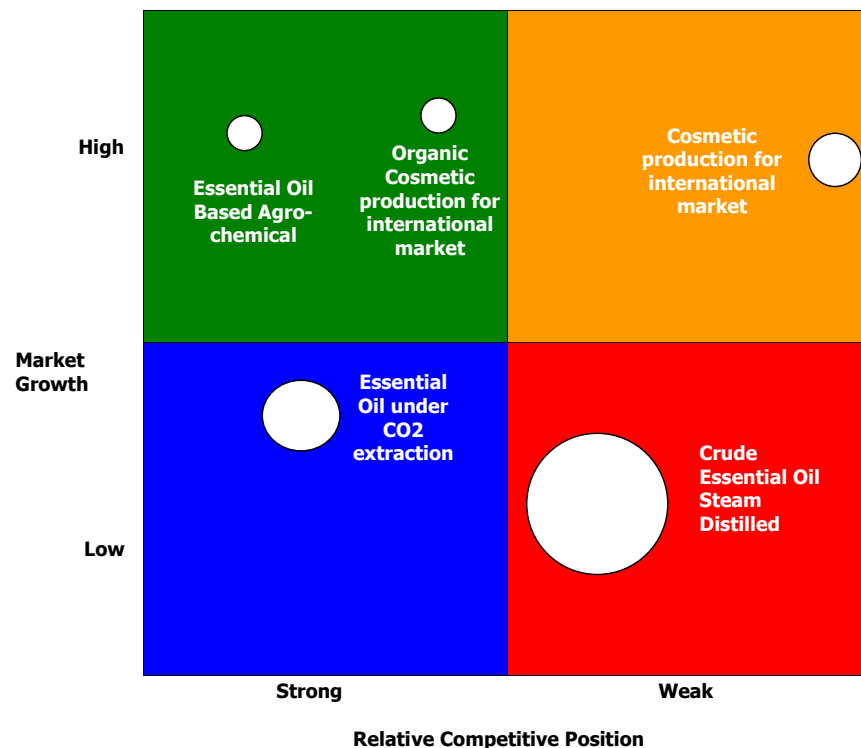 High
Essential Oil
Based Agro-
chemical
Organic
Cosmetic
production for
international
market
Cosmetic
production for
international
market
Market
Growth
Essential
Oil under
CO2
extraction
Crude
Essential Oil
Steam
Distilled
Low
Strong
Weak
Relative Competitive Position